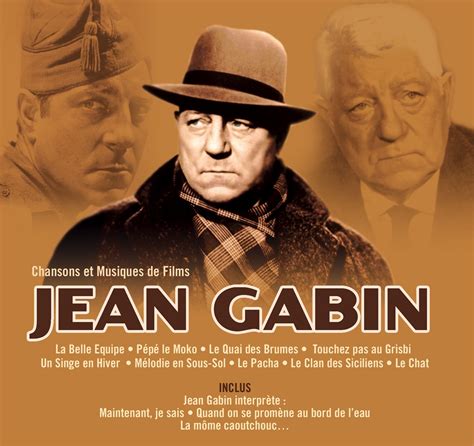 Chansons et Musiques de Films
JEAN GABIN
La Belle Equipe • Pépé le Moko • Le Quai des Brumes • Touchez pas au Grisbi
Un Singe en Hiver • Mélodie en Sous-Sol • Le Pacha • Le Clan des Siciliens • Le Chat
INCLUS
Jean Gabin interprète :
Maintenant, je sais • Quand on se promène au bord de l'eau
La môme caoutchouc…